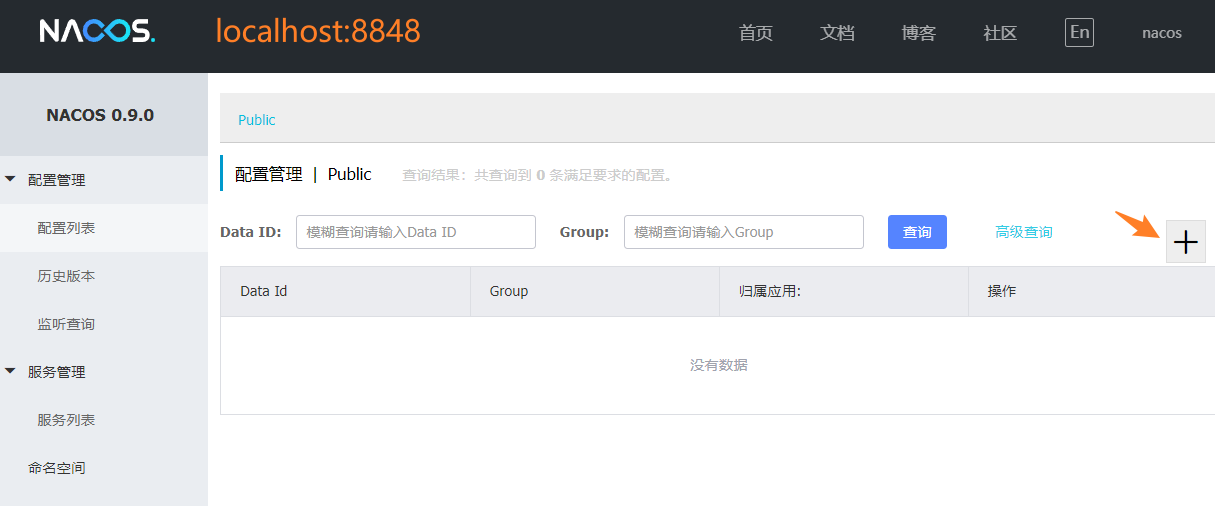 NACOS. localhost:8848 首页 文档 博客 社区 En nacos
NACOS 0.9.0
Public
配置管理
配置管理 | Public 查询结果：共查询到 0 条满足要求的配置。
配置列表
Data ID: 模糊查询请输入Data ID Group: 模糊查询请输入Group 查询 高级查询
历史版本
Data Id Group 归属应用: 操作
监听查询
服务管理
没有数据
服务列表
命名空间